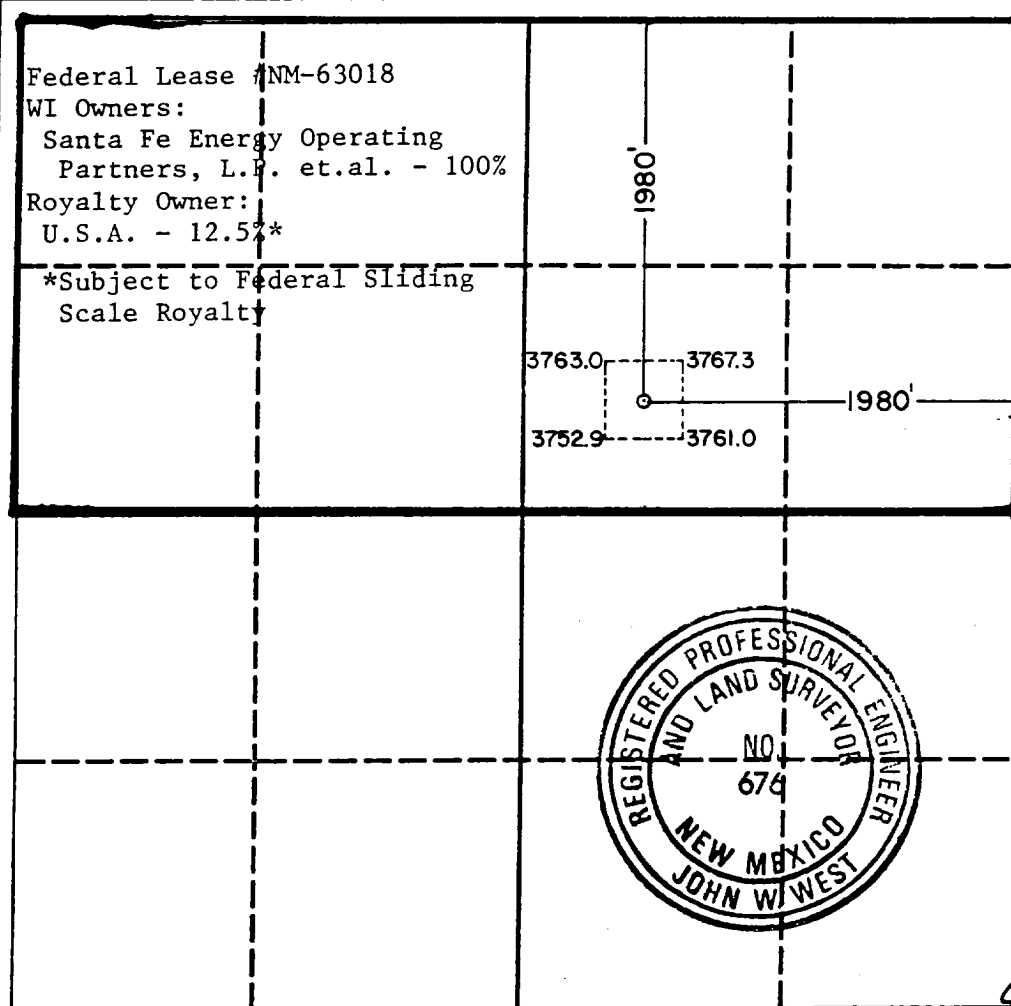 Federal Lease #NM-63018
WI Owners:
Santa Fe Energy Operating
Partners, L.P. et.al. - 100%
Royalty Owner:
U.S.A. - 12.5%*
*Subject to Federal Sliding
Scale Royalty
1980'
3763.0 3767.3
1980'
3752.9 3761.0
REGISTERED PROFESSIONAL ENGINEER
AND LAND SURVEYOR
NO.
676
NEW MEXICO
JOHN W. WEST